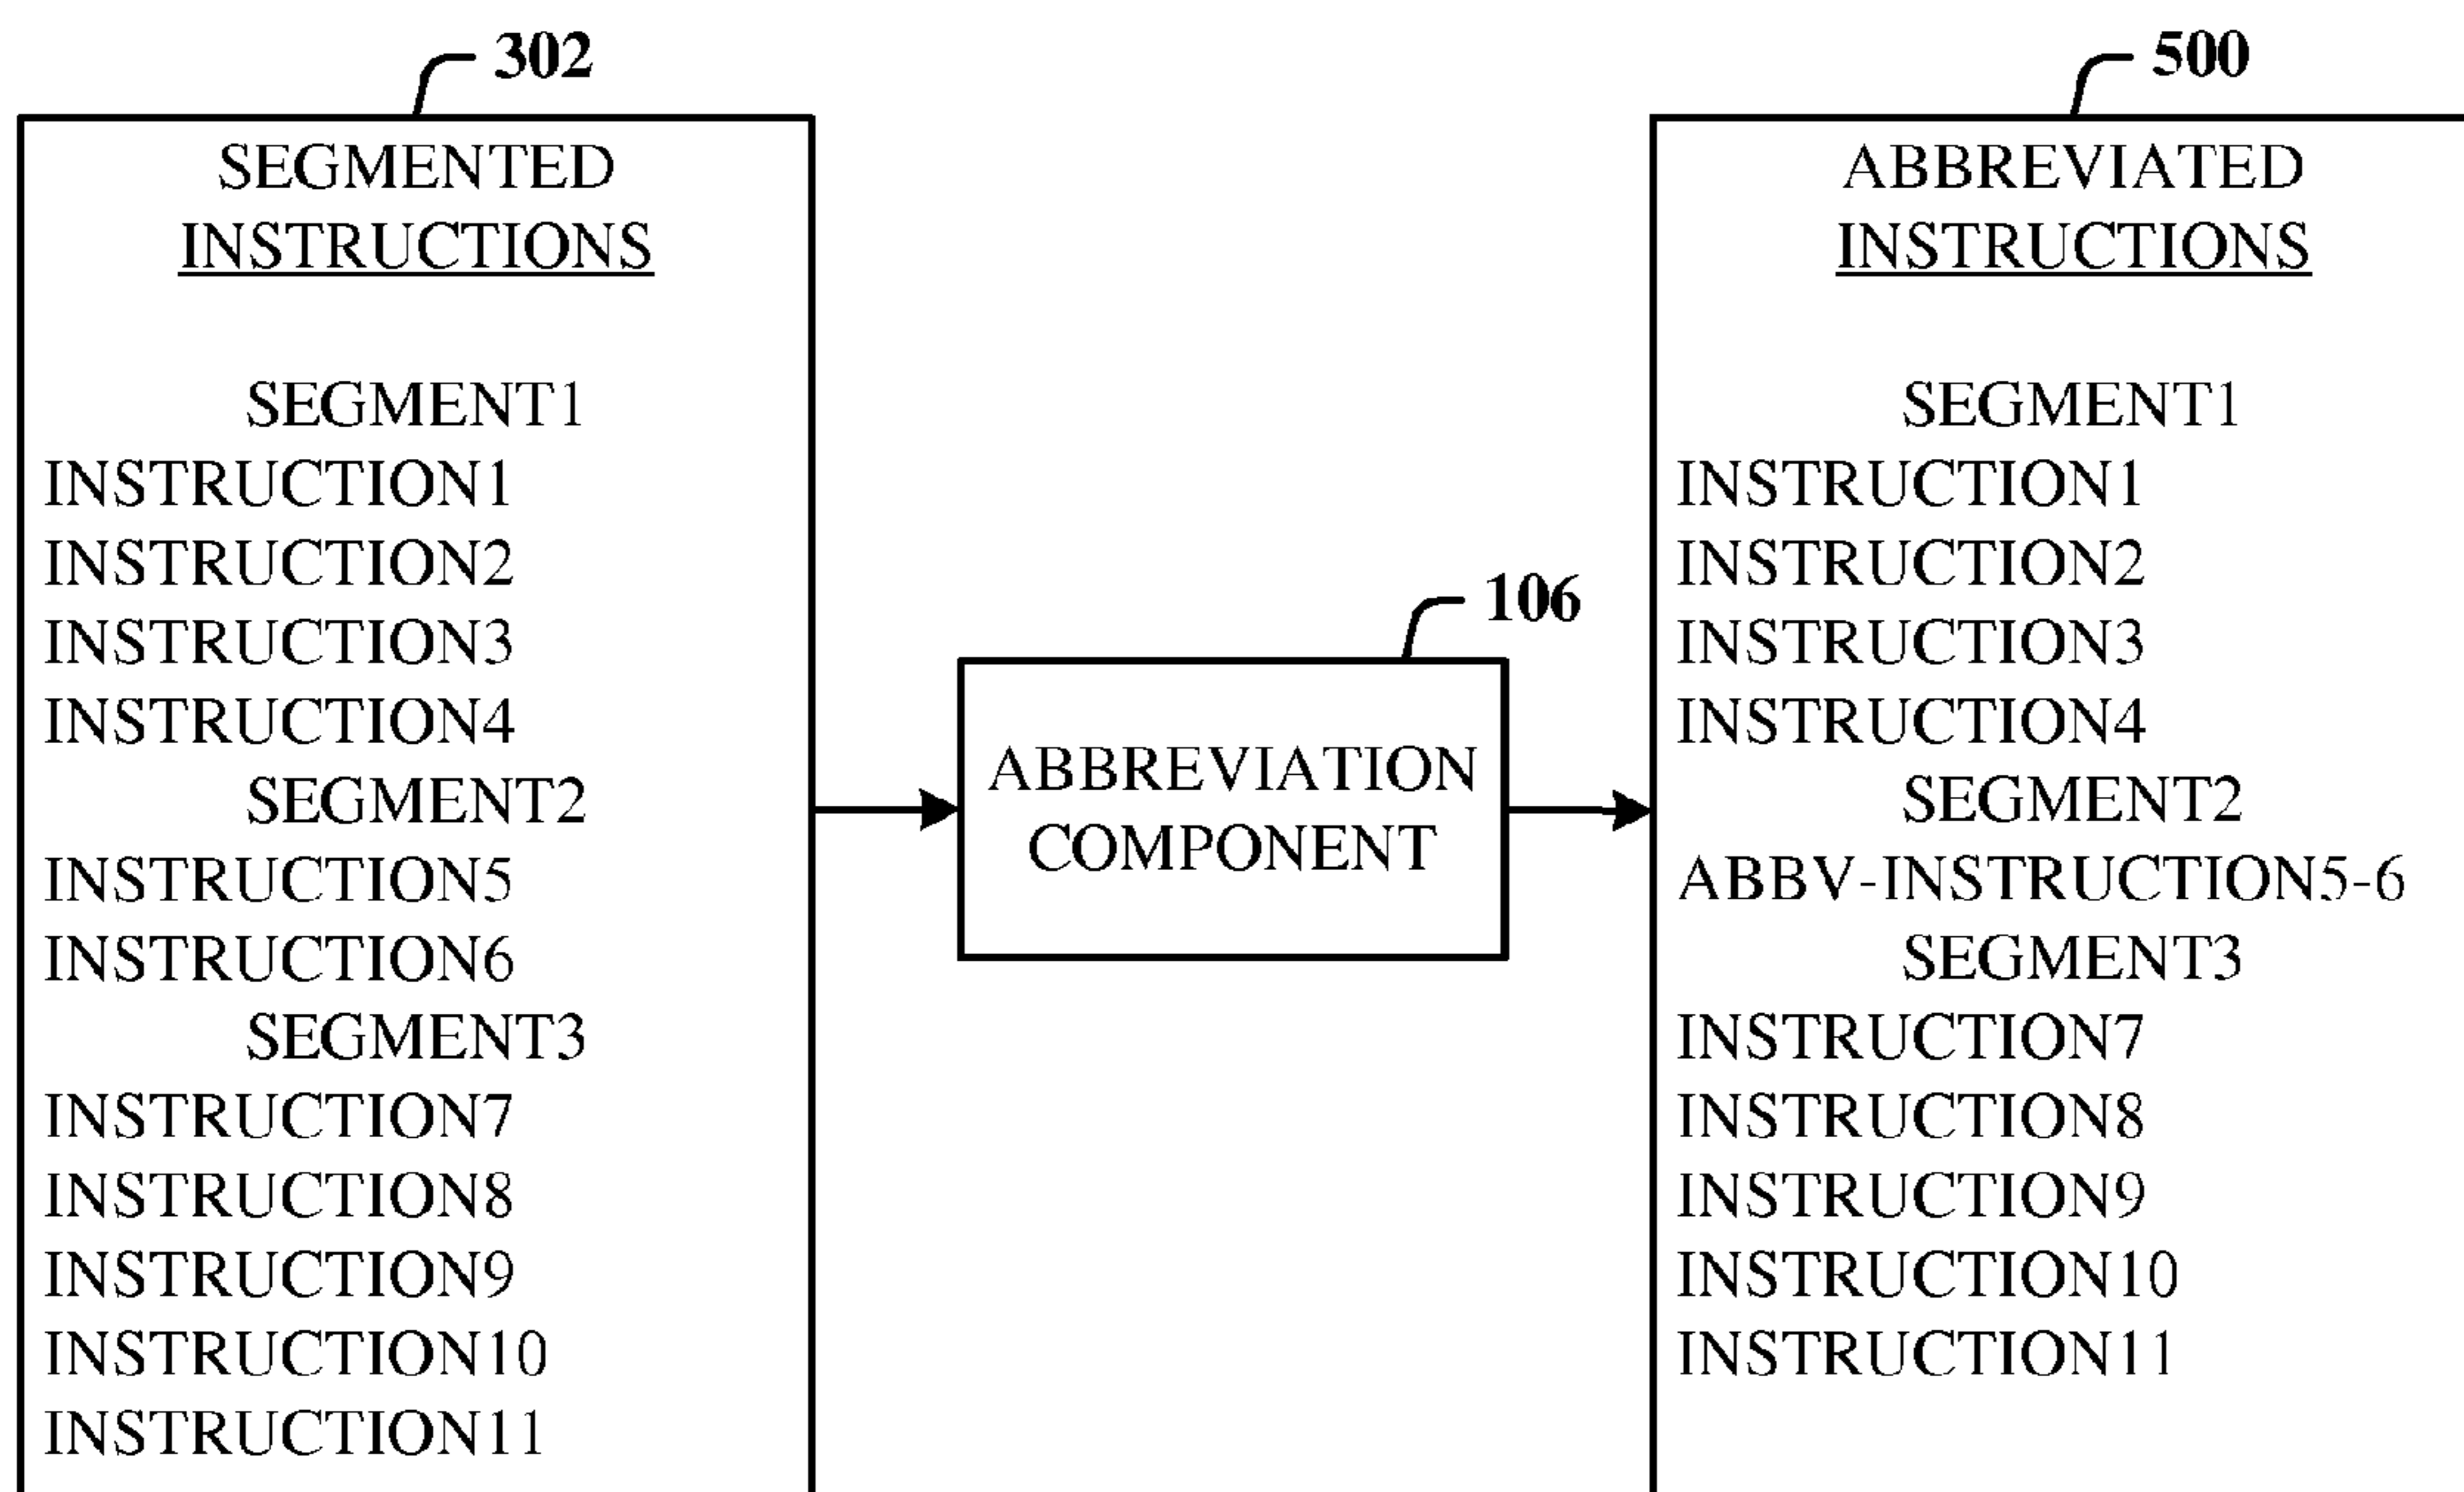 302
SEGMENTED
INSTRUCTIONS
SEGMENT1
INSTRUCTION1
INSTRUCTION2
INSTRUCTION3
INSTRUCTION4
SEGMENT2
INSTRUCTION5
INSTRUCTION6
SEGMENT3
INSTRUCTION7
INSTRUCTION8
INSTRUCTION9
INSTRUCTION10
INSTRUCTION11
106
ABBREVIATION
COMPONENT
500
ABBREVIATED
INSTRUCTIONS
SEGMENT1
INSTRUCTION1
INSTRUCTION2
INSTRUCTION3
INSTRUCTION4
SEGMENT2
ABBV-INSTRUCTION5-6
SEGMENT3
INSTRUCTION7
INSTRUCTION8
INSTRUCTION9
INSTRUCTION10
INSTRUCTION11